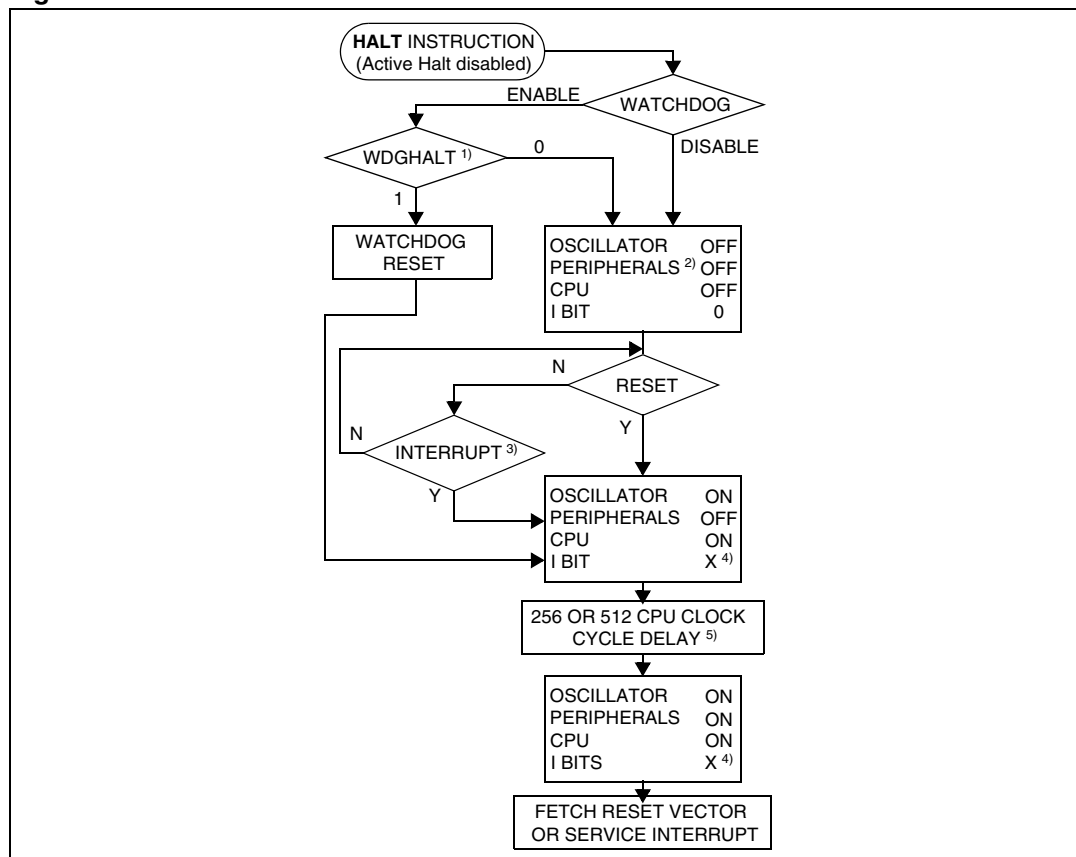 HALT INSTRUCTION
(Active Halt disabled)
ENABLE
WATCHDOG
DISABLE
WDGHALT 1)
0
1
WATCHDOG
RESET
OSCILLATOR OFF
PERIPHERALS 2) OFF
CPU OFF
I BIT 0
N
RESET
Y
N
INTERRUPT 3)
Y
OSCILLATOR ON
PERIPHERALS OFF
CPU ON
I BIT X 4)
256 OR 512 CPU CLOCK
CYCLE DELAY 5)
OSCILLATOR ON
PERIPHERALS ON
CPU ON
I BITS X 4)
FETCH RESET VECTOR
OR SERVICE INTERRUPT